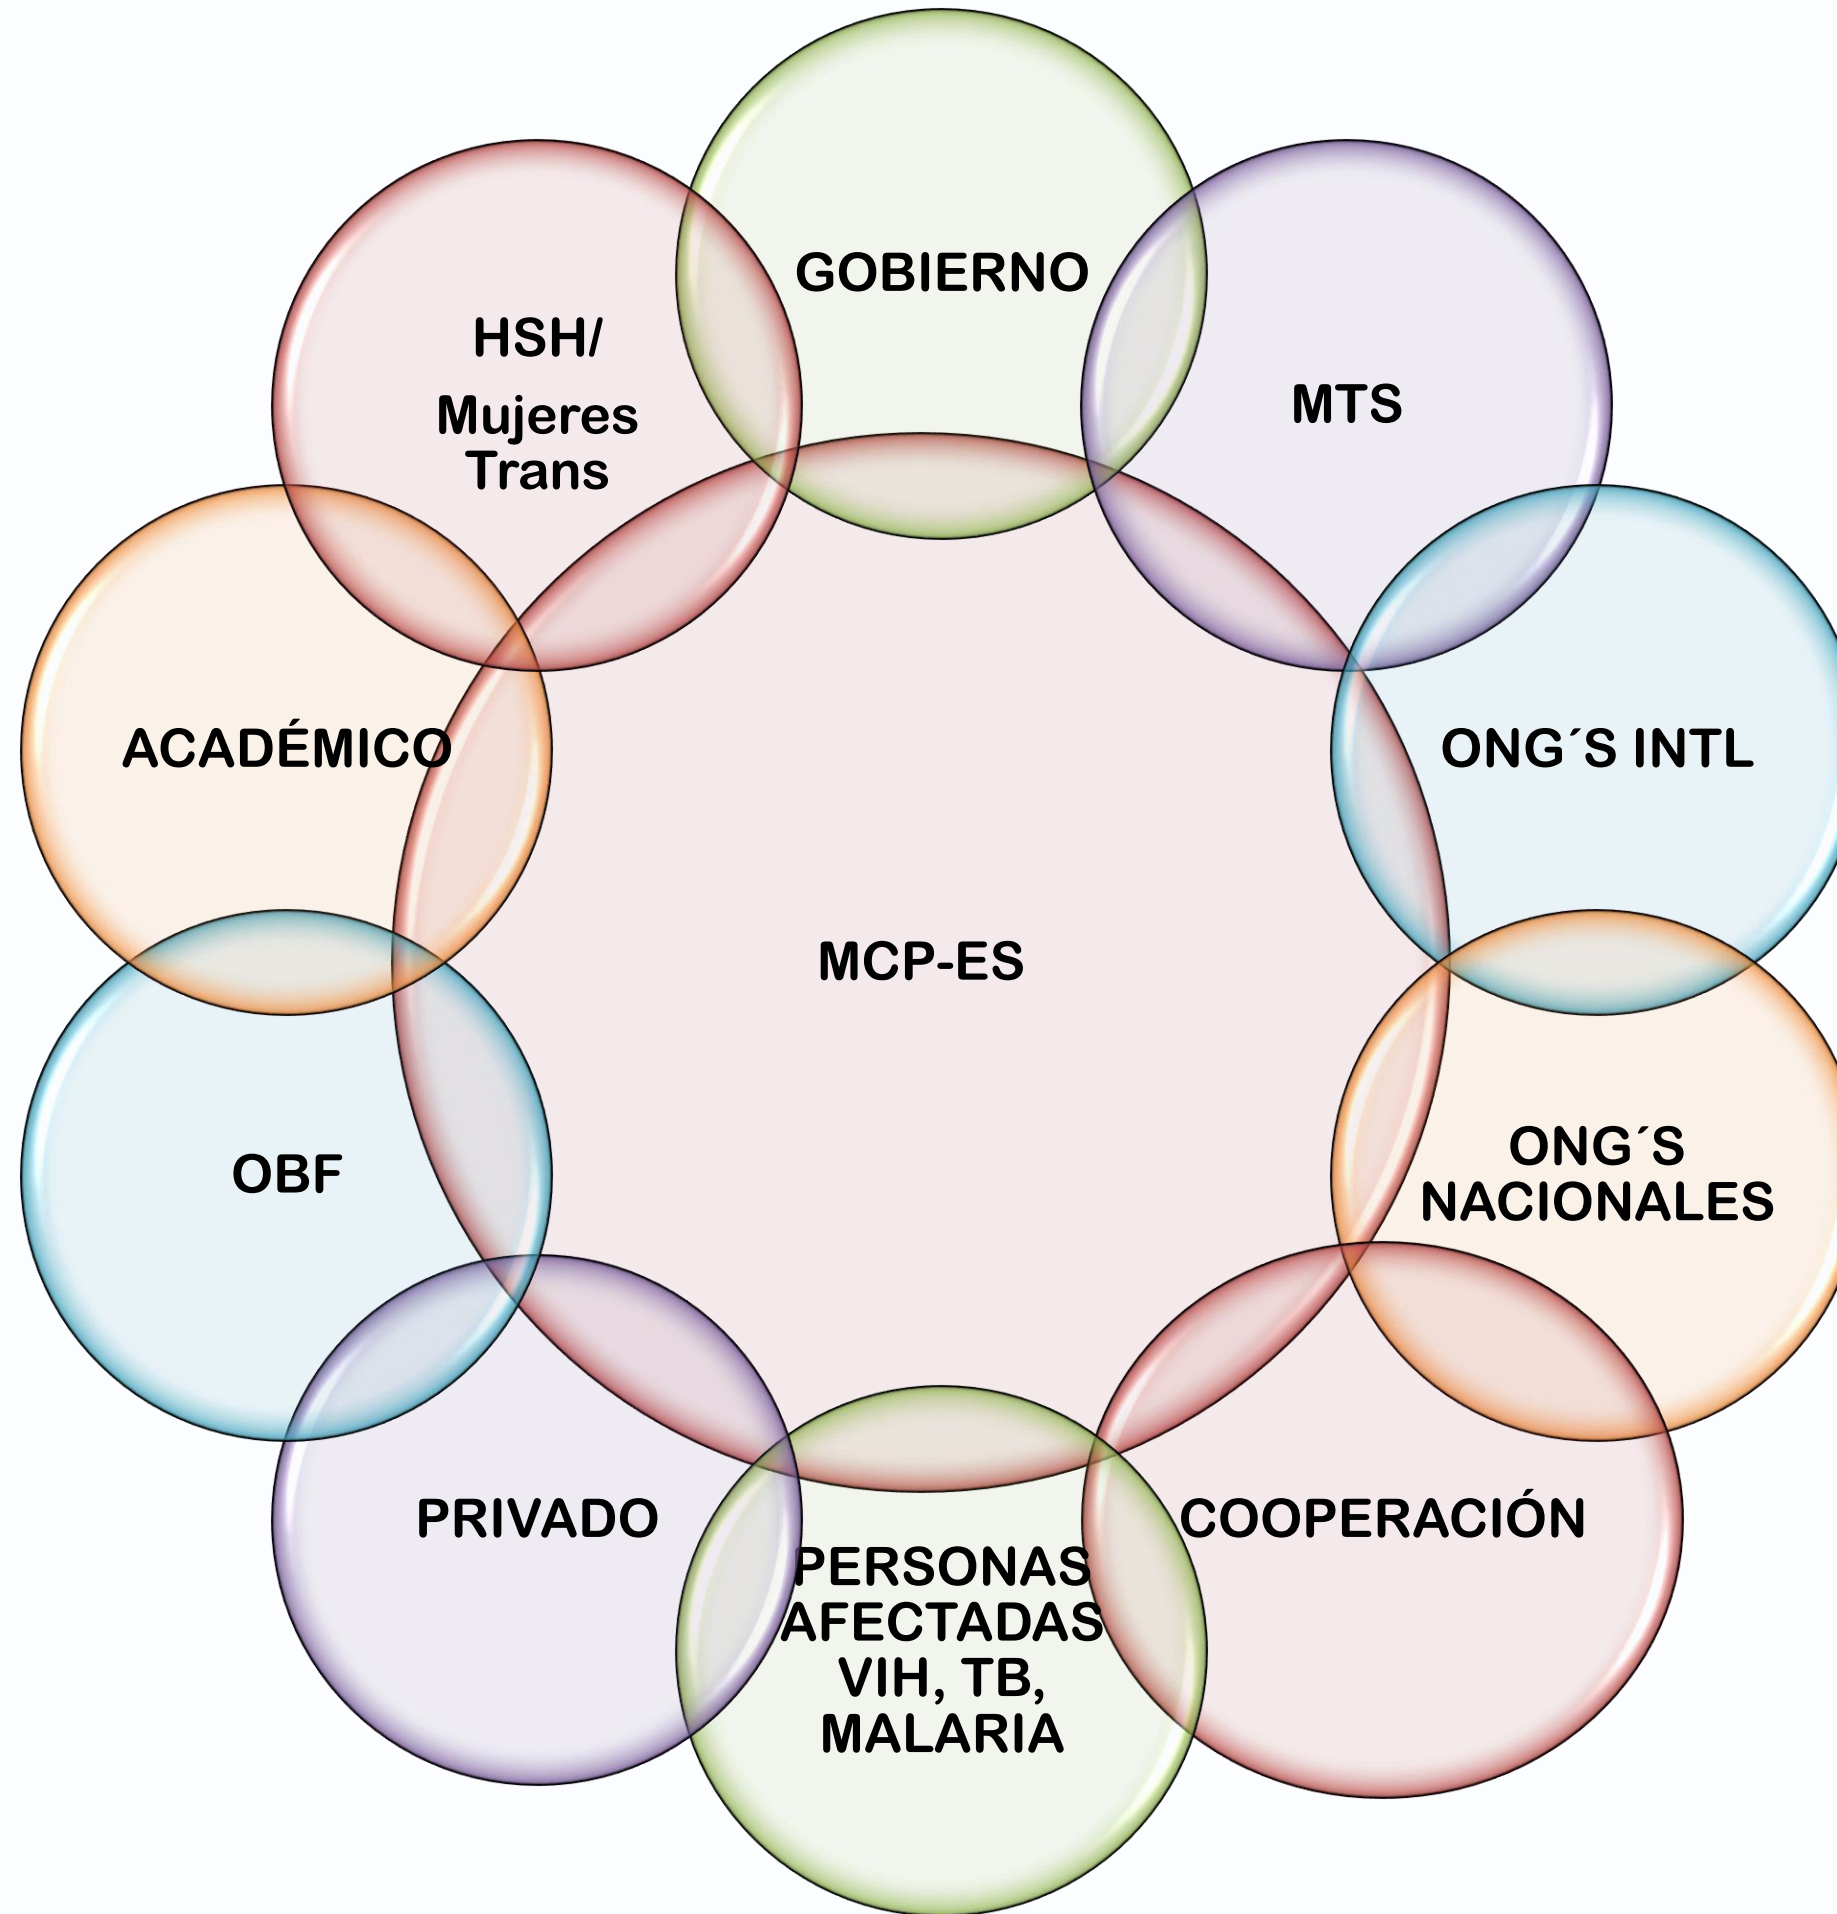 GOBIERNO
HSH/
Mujeres
Trans
MTS
ACADÉMICO
ONG´S INTL
MCP-ES
OBF
ONG´S
NACIONALES
PRIVADO
COOPERACIÓN
PERSONAS
AFECTADAS
VIH, TB,
MALARIA